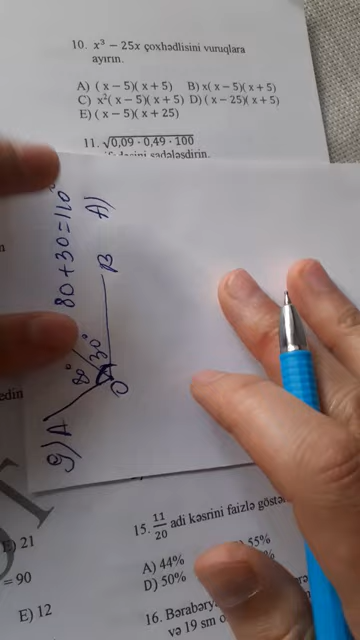 10. x³ − 25x çoxhədlisini vuruqlara
ayırın.
A) (x − 5)(x + 5) B) x(x − 5)(x + 5)
C) x²(x − 5)(x + 5) D) (x − 25)(x + 5)
E) (x − 5)(x + 25)
11. √0,09 · 0,49 · 100
sadələşdirin.
9) A
80° 30°
O
B
80 + 30 = 110°
A)
edin
21
= 90
E) 12
15. 11/20 adi kəsrini faizlə göstə
A) 44%
55%
D) 50%
16. Bərabəry
və 19 sm o